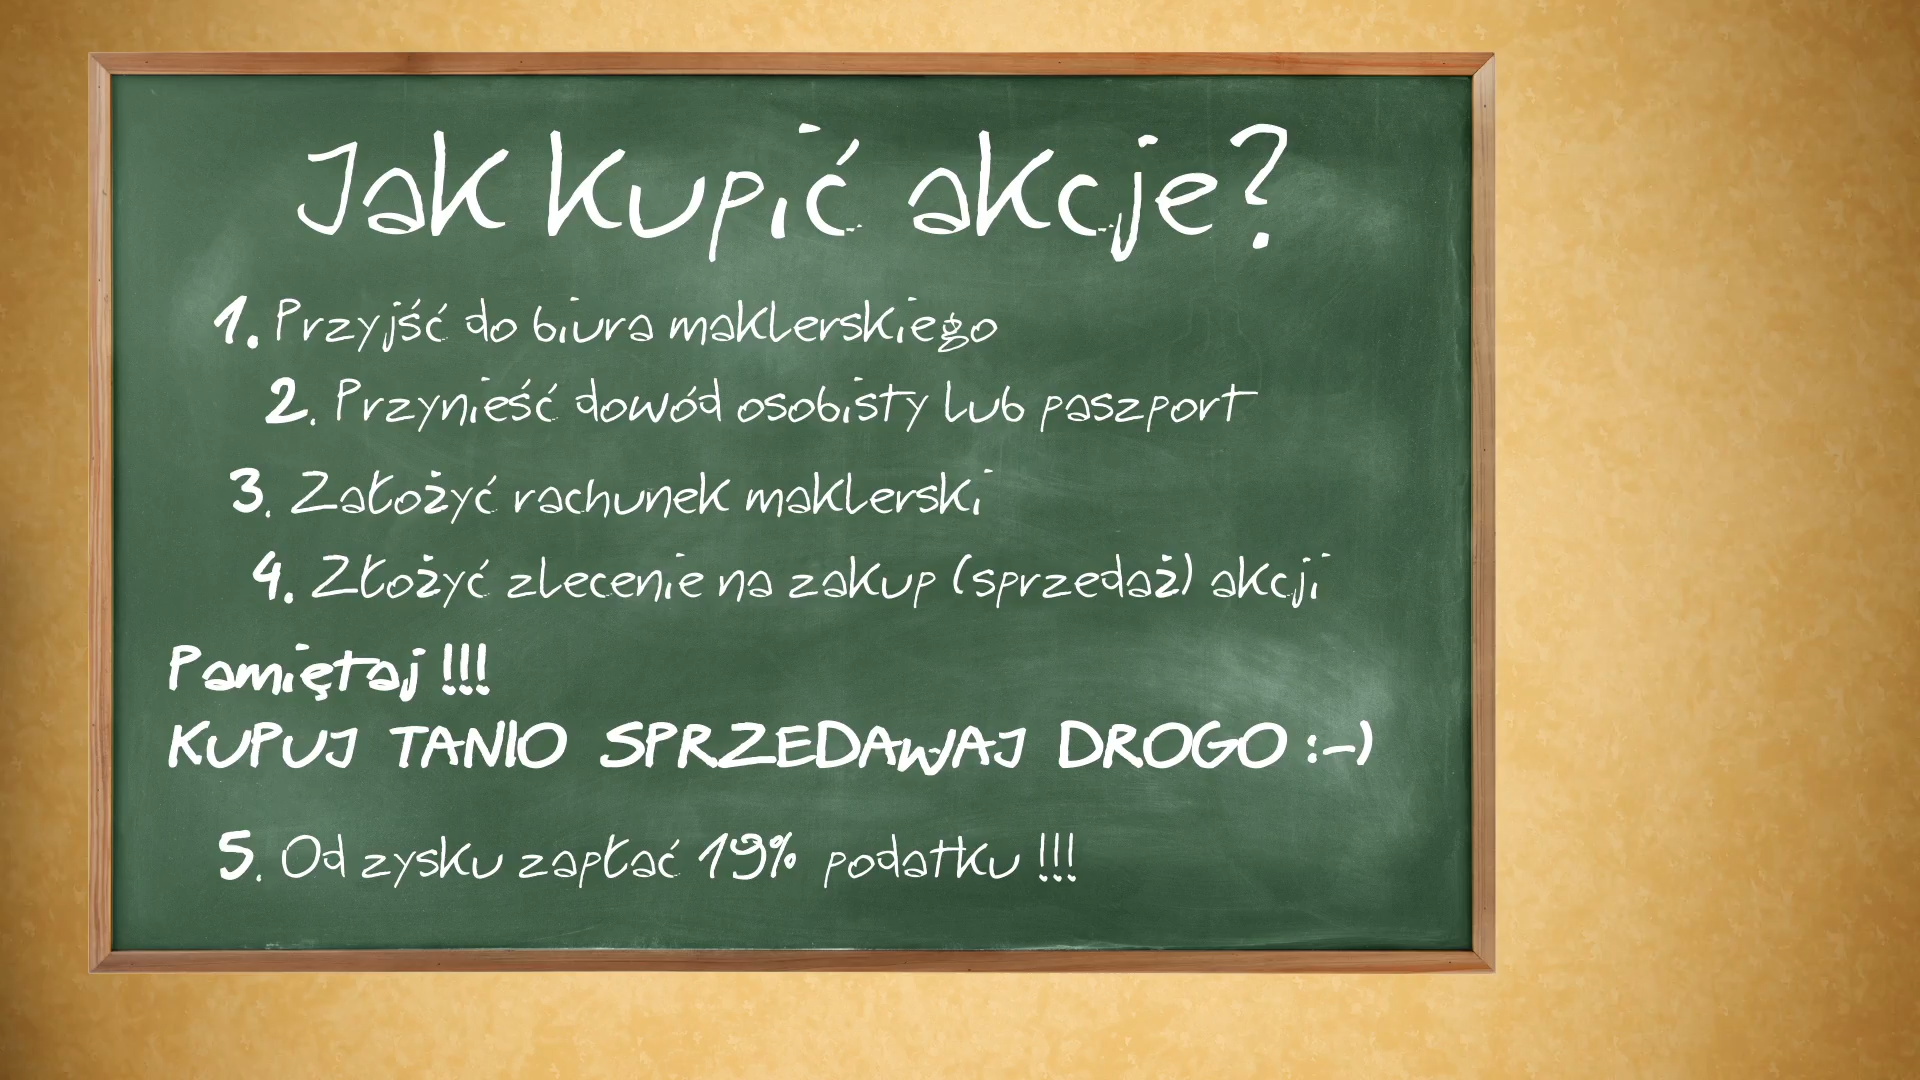 Jak kupić akcje?
1. Przyjść do biura maklerskiego
2. Przynieść dowód osobisty lub paszport
3. Założyć rachunek maklerski
4. Złożyć zlecenie na zakup (sprzedaż) akcji
Pamiętaj !!!
KUPUJ TANIO SPRZEDAWAJ DROGO :-)
5. Od zysku zapłać 19% podatku !!!